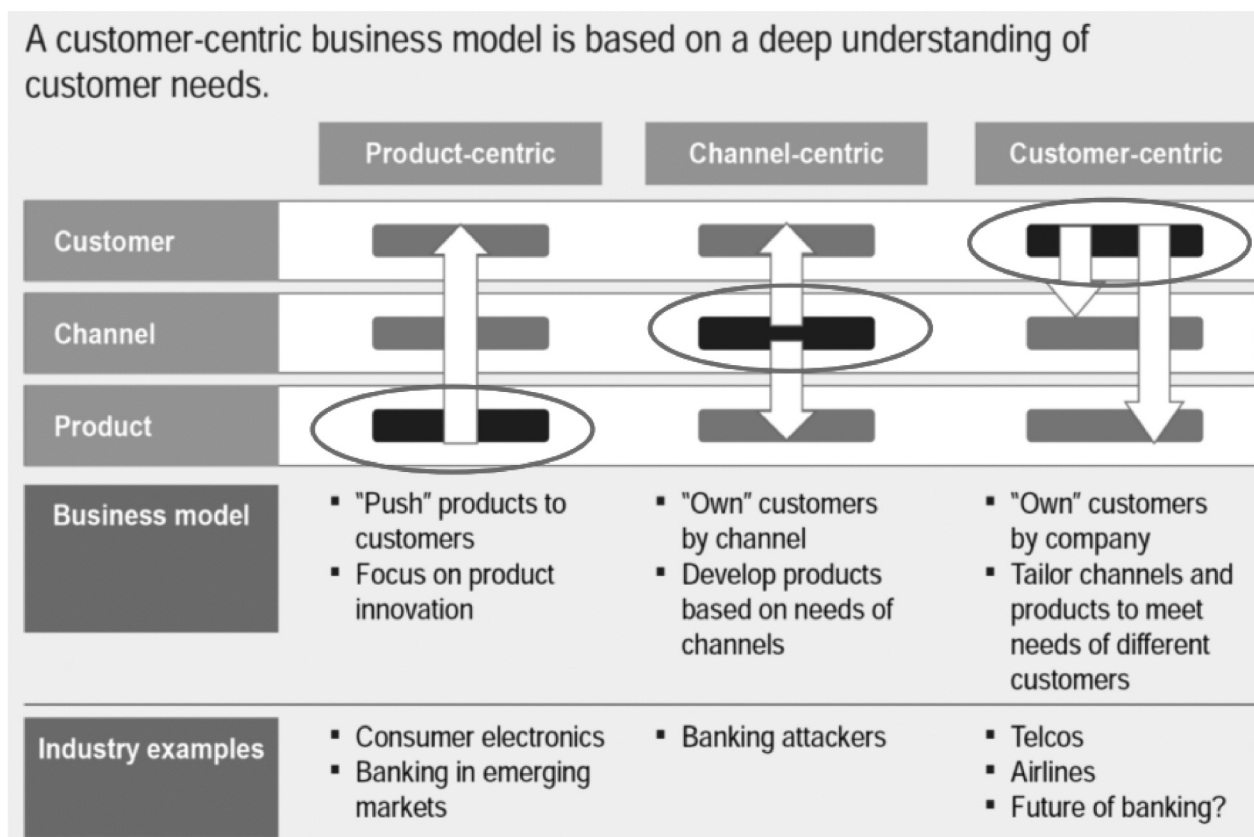 A customer-centric business model is based on a deep understanding of
customer needs.
Product-centric
Channel-centric
Customer-centric
Customer
Channel
Product
Business model
▪ "Push" products to
customers
▪ Focus on product
innovation
▪ "Own" customers
by channel
▪ Develop products
based on needs of
channels
▪ "Own" customers
by company
▪ Tailor channels and
products to meet
needs of different
customers
Industry examples
▪ Consumer electronics
▪ Banking in emerging
markets
▪ Banking attackers
▪ Telcos
▪ Airlines
▪ Future of banking?